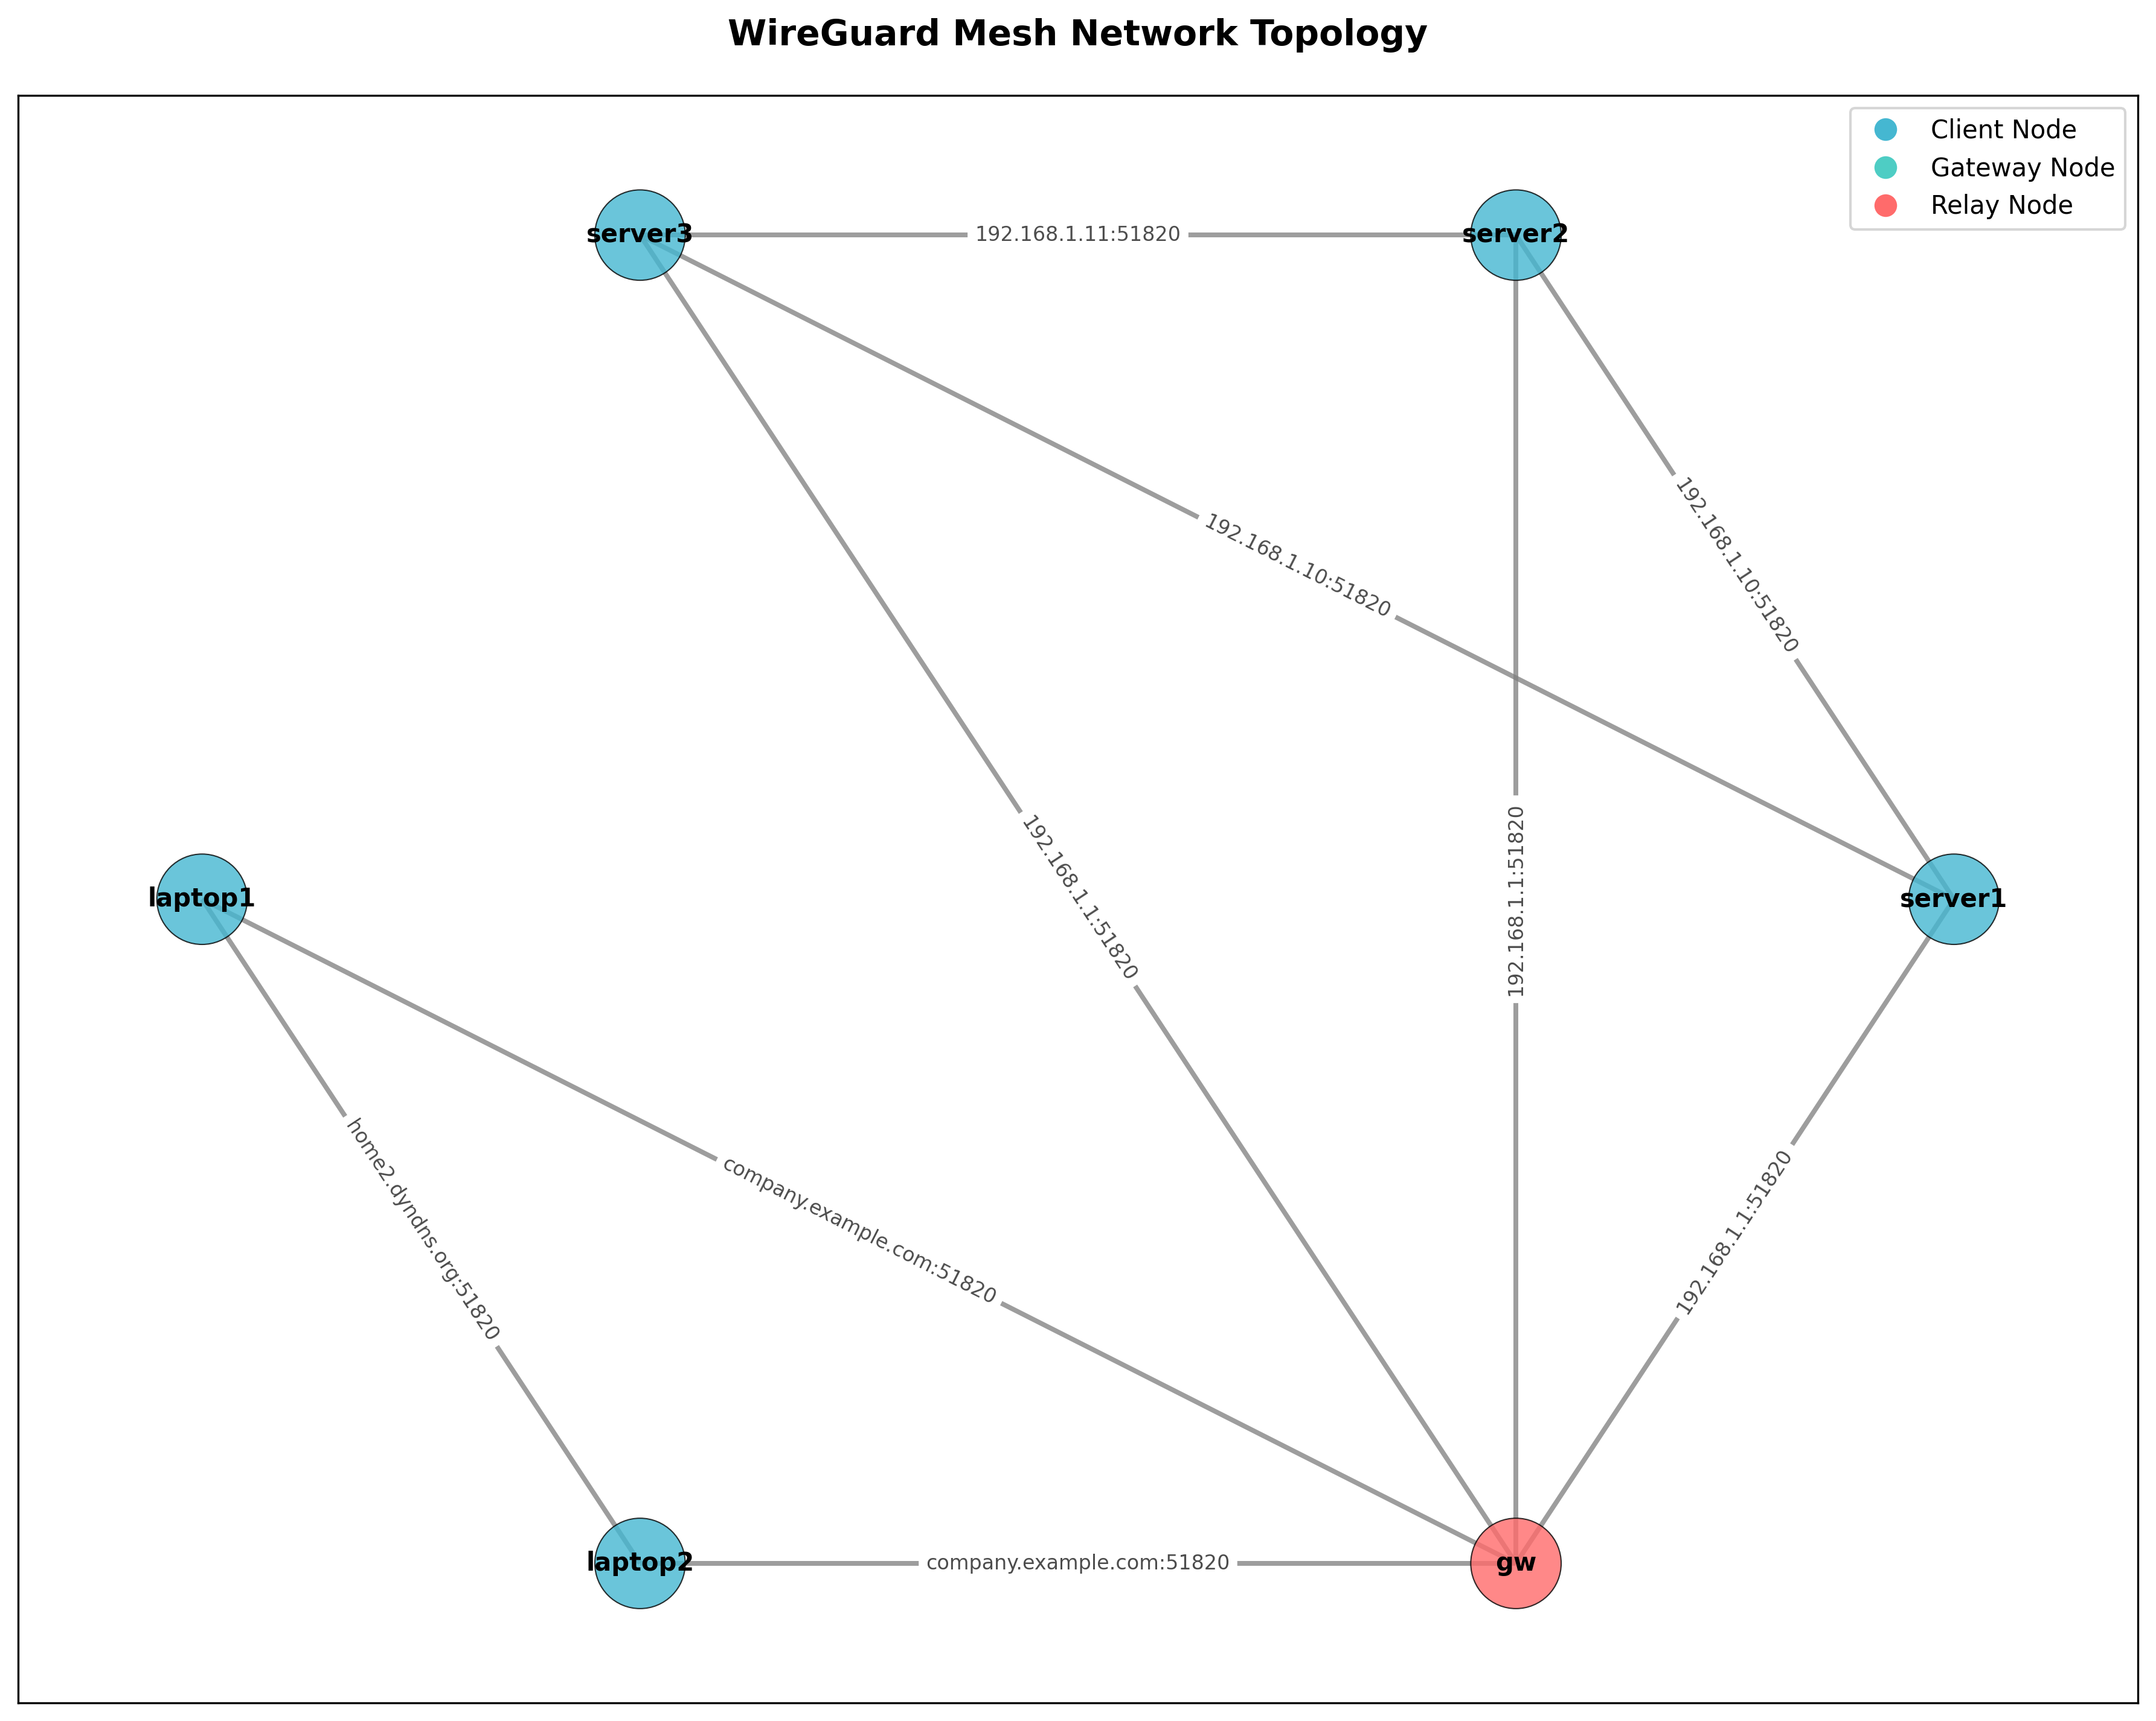 WireGuard Mesh Network Topology
Client Node
Gateway Node
Relay Node
server3
192.168.1.11:51820
server2
192.168.1.10:51820
192.168.1.10:51820
192.168.1.1:51820
192.168.1.1:51820
laptop1
server1
home2.dyndns.org:51820
company.example.com:51820
192.168.1.1:51820
laptop2
company.example.com:51820
gw